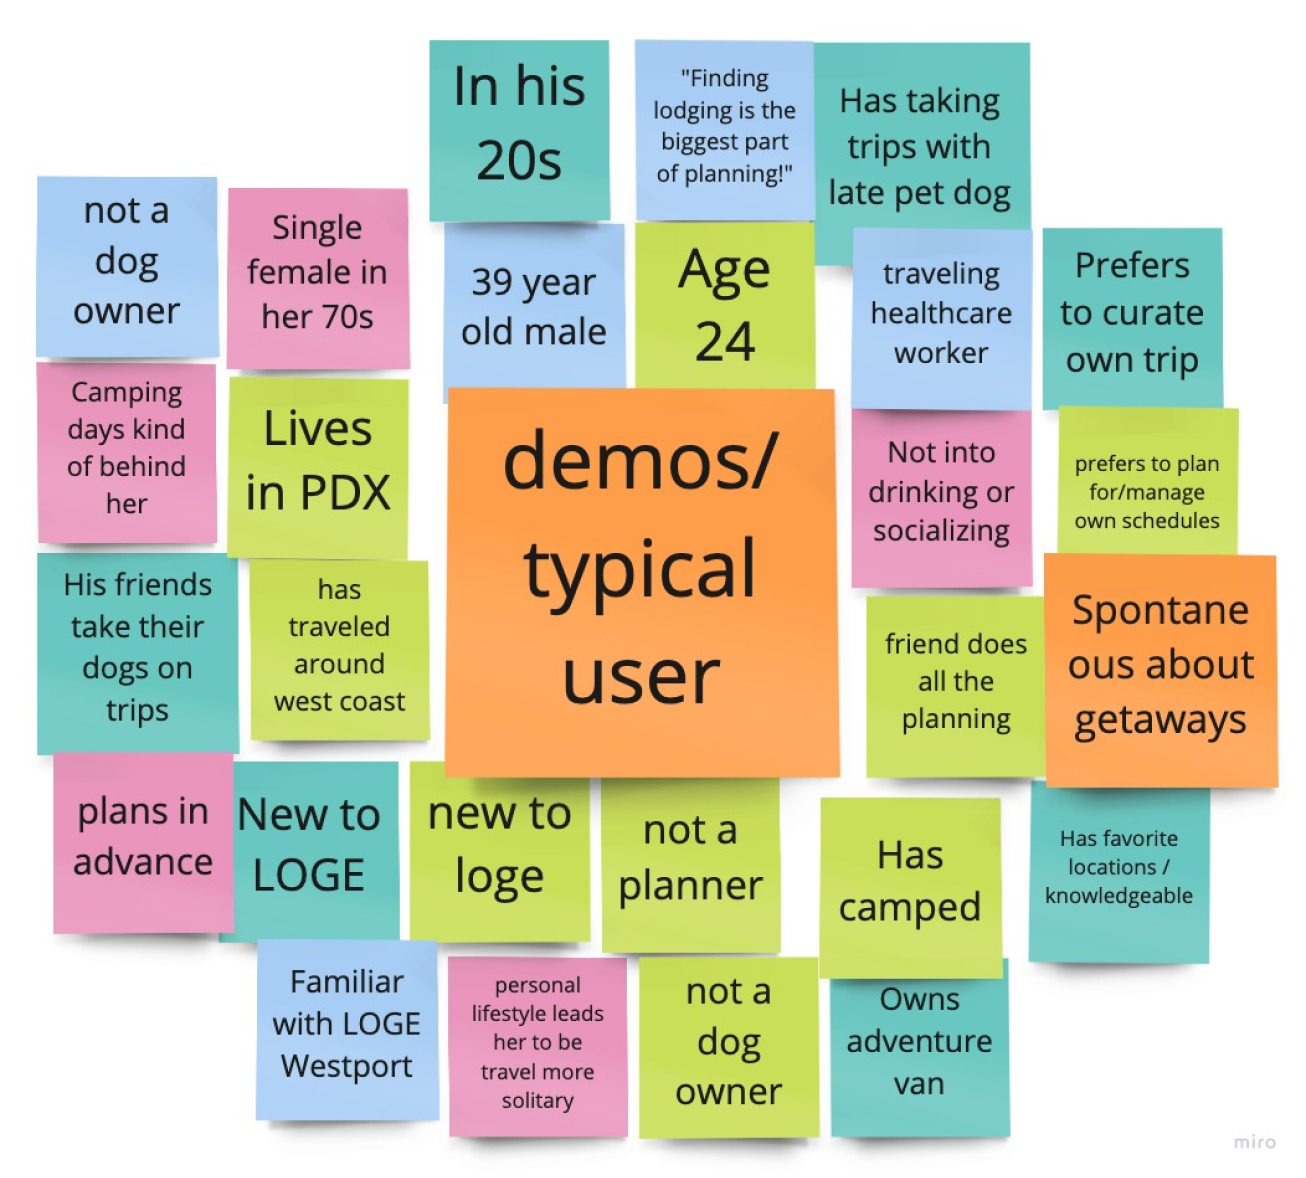 In his
20s
"Finding
lodging is the
biggest part
of planning!"
Has taking
trips with
late pet dog
not a
dog
owner
Single
female in
her 70s
39 year
old male
Age
24
traveling
healthcare
worker
Prefers
to curate
own trip
Camping
days kind
of behind
her
Lives
in PDX
demos/
typical
user
Not into
drinking or
socializing
prefers to plan
for/manage
own schedules
His friends
take their
dogs on
trips
has
traveled
around
west coast
friend does
all the
planning
Spontane
ous about
getaways
plans in
advance
New to
LOGE
new to
loge
not a
planner
Has
camped
Has favorite
locations /
knowledgeable
Familiar
with LOGE
Westport
personal
lifestyle leads
her to be
travel more
solitary
not a
dog
owner
Owns
adventure
van
miro